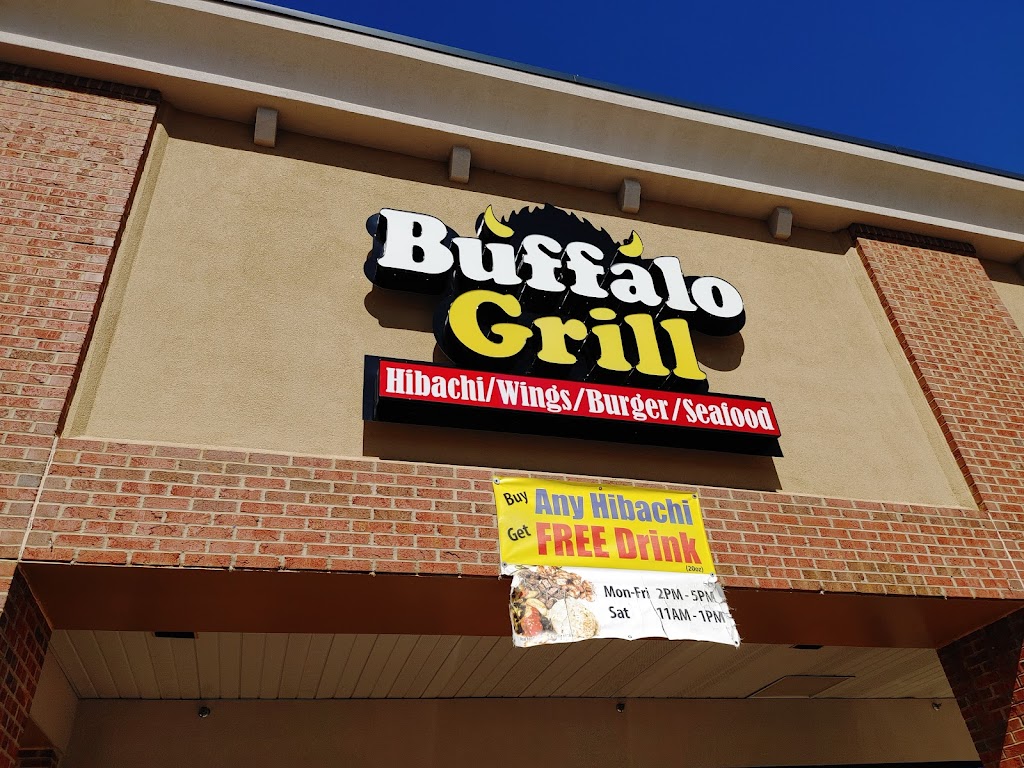 Buffalo
Grill
Hibachi/Wings/Burger/Seafood
Buy Any Hibachi
Get FREE Drink
(20oz)
Mon-Fri 2PM - 5PM
Sat 11AM - 1PM